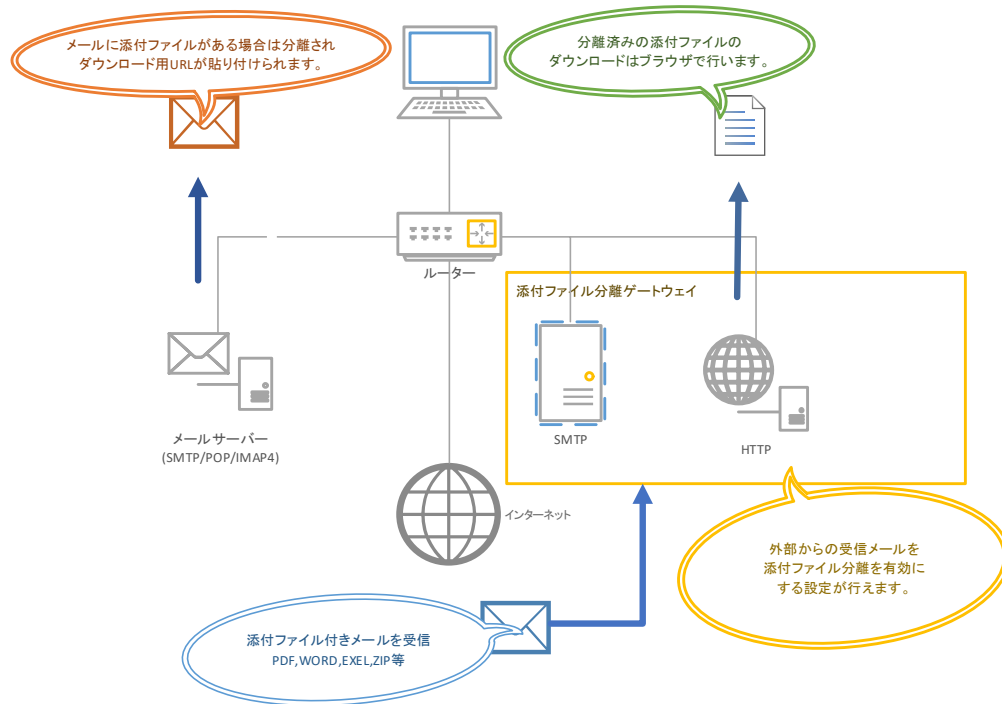 メールに添付ファイルがある場合は分離され
ダウンロード用URLが貼り付けられます。
分離済みの添付ファイルの
ダウンロードはブラウザで行います。
ルーター
添付ファイル分離ゲートウェイ
メールサーバー
(SMTP/POP/IMAP4)
SMTP
HTTP
インターネット
外部からの受信メールを
添付ファイル分離を有効に
する設定が行えます。
添付ファイル付きメールを受信
PDF,WORD,EXEL,ZIP等